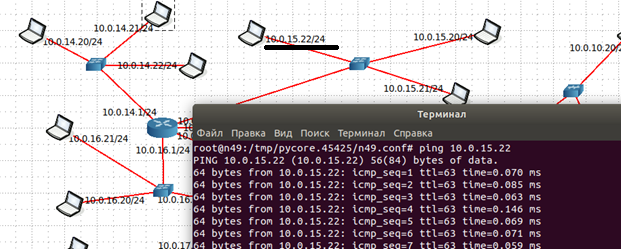 10.0.14.21/24
10.0.14.20/24
10.0.14.22/24
10.0.15.22/24
10.0.15.20/24
10.0.15.21/24
10.0.10.20/
10.0.14.1/24
10.0.16.21/24
0.16.1/24
10.0.16.20/24
10.0.16.
10.0.17
Терминал
Файл Правка Вид Поиск Терминал Справка
root@n49:/tmp/pycore.45425/n49.conf# ping 10.0.15.22
PING 10.0.15.22 (10.0.15.22) 56(84) bytes of data.
64 bytes from 10.0.15.22: icmp_seq=1 ttl=63 time=0.070 ms
64 bytes from 10.0.15.22: icmp_seq=2 ttl=63 time=0.085 ms
64 bytes from 10.0.15.22: icmp_seq=3 ttl=63 time=0.063 ms
64 bytes from 10.0.15.22: icmp_seq=4 ttl=63 time=0.146 ms
64 bytes from 10.0.15.22: icmp_seq=5 ttl=63 time=0.069 ms
64 bytes from 10.0.15.22: icmp_seq=6 ttl=63 time=0.071 ms
64 bytes from 10.0.15.22: icmp_seq=7 ttl=63 time=0.059 ms